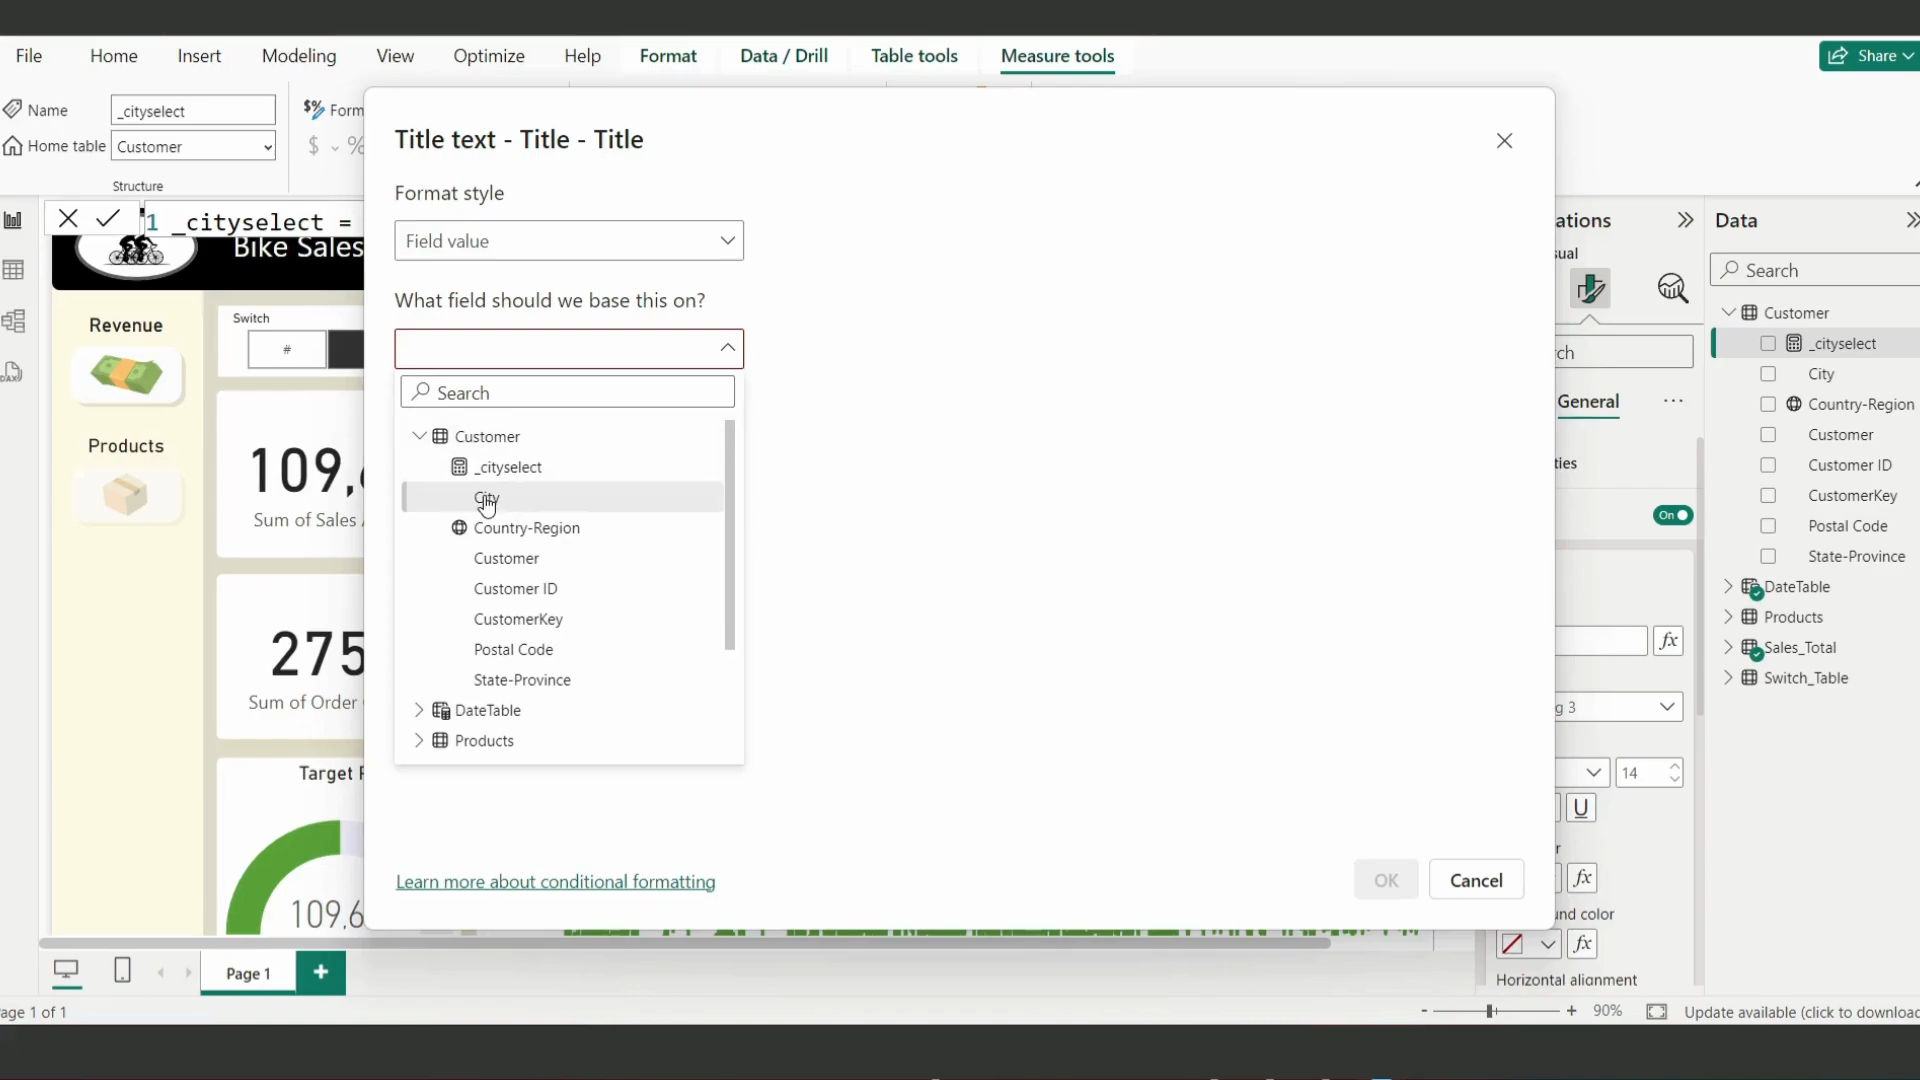 File Home Insert Modeling View Optimize Help Format Data / Drill Table tools Measure tools Share
Name _cityselect
$% Form
Home table Customer
$ %
Structure
1 _cityselect =
Bike Sales
Revenue
Products
Switch
#
109,
Sum of Sales
275
Sum of Order
Target
109,6
Title text - Title - Title
Format style
Field value
What field should we base this on?
Search
Customer
_cityselect
City
Country-Region
Customer
Customer ID
CustomerKey
Postal Code
State-Province
DateTable
Products
Learn more about conditional formatting
OK Cancel
ations
ual
rch
General ...
ties
On
fx
g 3
14
U
r
fx
und color
fx
Horizontal alignment
Data
Search
Customer
_cityselect
City
Country-Region
Customer
Customer ID
CustomerKey
Postal Code
State-Province
DateTable
Products
Sales_Total
Switch_Table
DAX
Page 1 +
age 1 of 1
- + 90% Update available (click to download